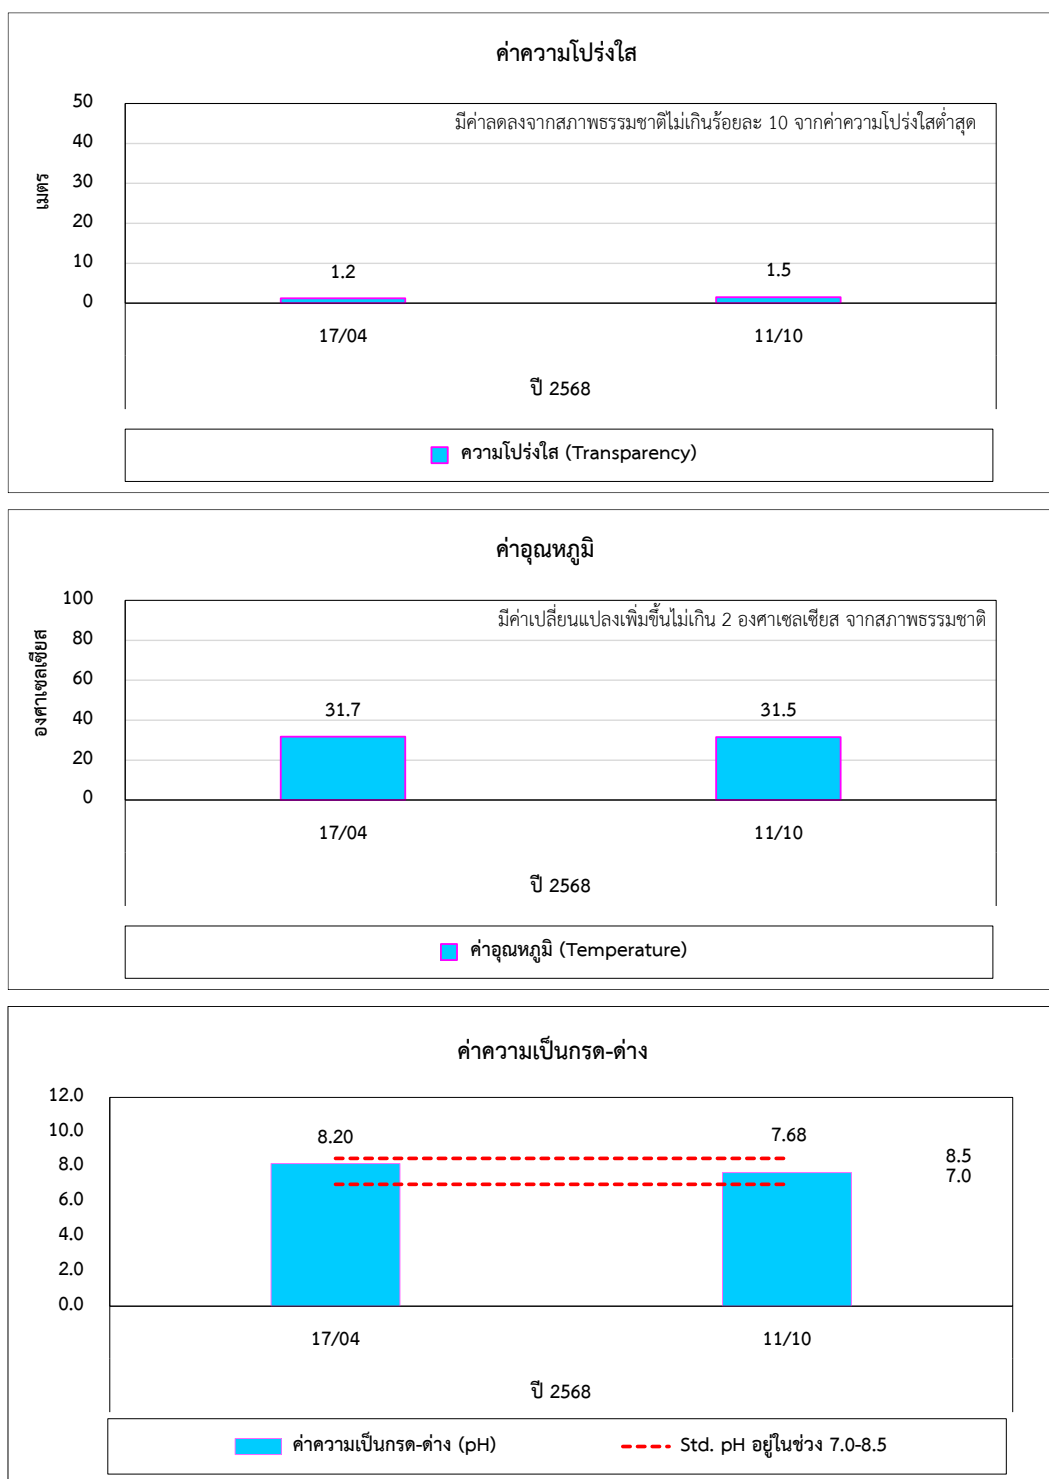 ค่าความโปร่งใส
มีค่าลดลงจากสภาพธรรมชาติไม่เกินร้อยละ 10 จากค่าความโปร่งใสต่ำสุด
เมตร
50
40
30
20
10
0
1.2
1.5
17/04
11/10
ปี 2568
ความโปร่งใส (Transparency)
ค่าอุณหภูมิ
มีค่าเปลี่ยนแปลงเพิ่มขึ้นไม่เกิน 2 องศาเซลเซียส จากสภาพธรรมชาติ
องศาเซลเซียส
100
80
60
40
20
0
31.7
31.5
17/04
11/10
ปี 2568
ค่าอุณหภูมิ (Temperature)
ค่าความเป็นกรด-ด่าง
12.0
10.0
8.0
6.0
4.0
2.0
0.0
8.20
7.68
8.5
7.0
17/04
11/10
ปี 2568
ค่าความเป็นกรด-ด่าง (pH)
Std. pH อยู่ในช่วง 7.0-8.5